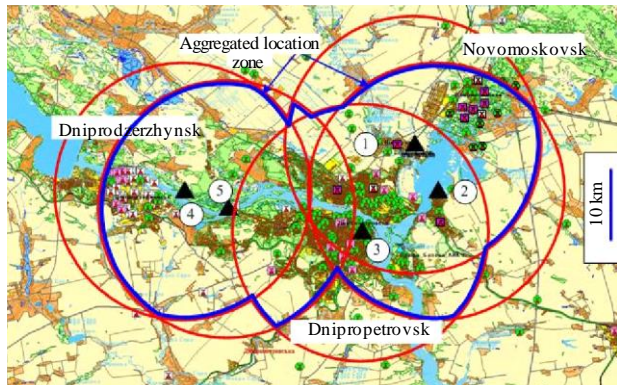 Aggregated location
zone
Novomoskovsk
Dniprodzerzhynsk
1
5
2
4
3
10 km
Dnipropetrovsk